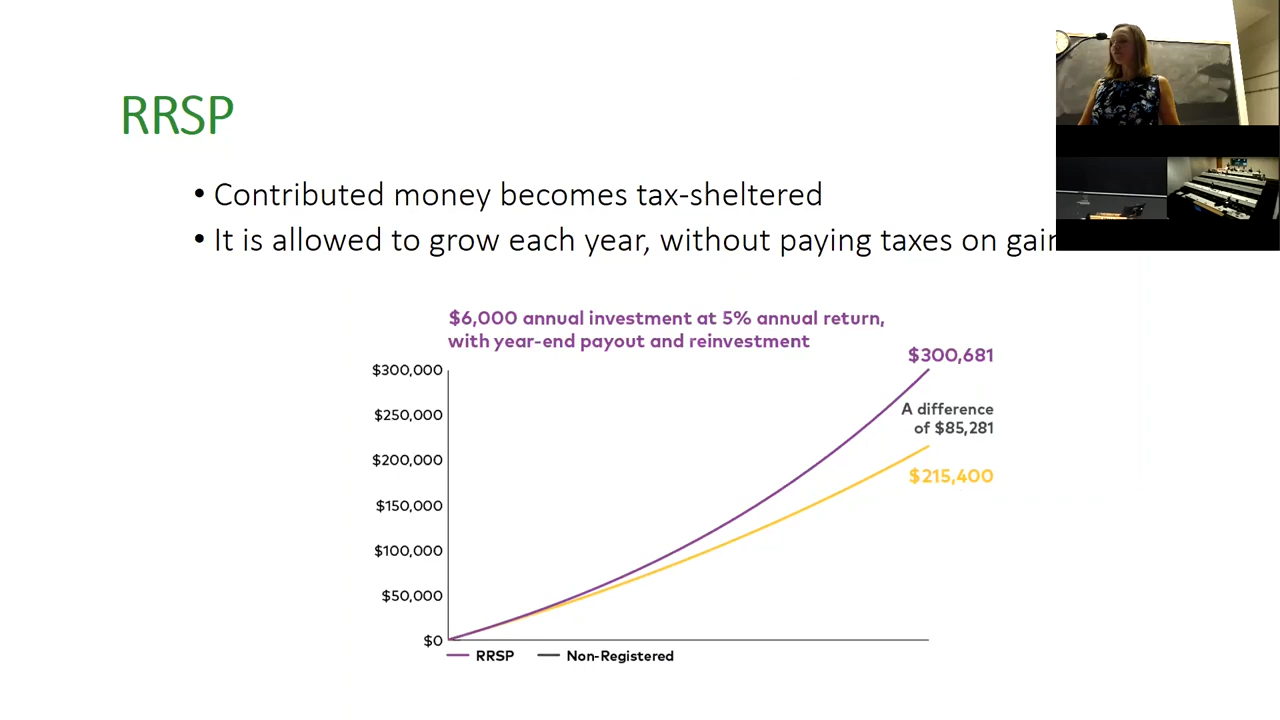 RRSP
• Contributed money becomes tax-sheltered
• It is allowed to grow each year, without paying taxes on
$6,000 annual investment at 5% annual return,
with year-end payout and reinvestment
$300,681
$300,000
A difference
of $85,281
$250,000
$200,000
$215,400
$150,000
$100,000
$50,000
$0
RRSP
Non-Registered